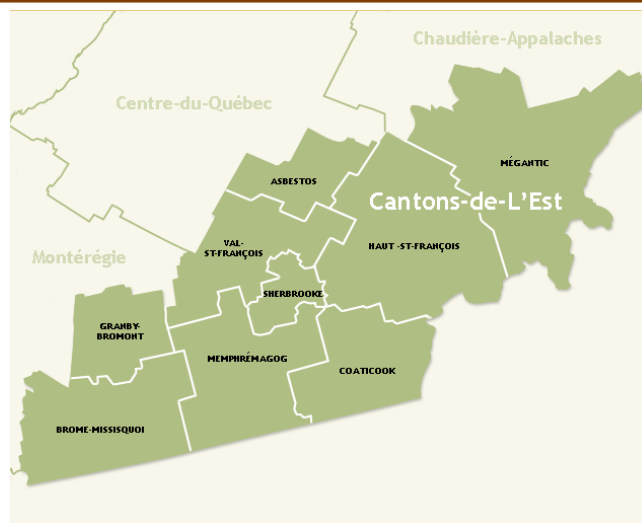 Chaudière-Appalaches
Centre-du-Québec
MÉGANTIC
ASBESTOS
Cantons-de-L'Est
VAL-
ST-FRANÇOIS
HAUT -ST-FRANÇOIS
Montérégie
SHERBROOKE
GRANBY-
BROMONT
MEMPHRÉMAGOG
COATICOOK
BROME-MISSISQUOI